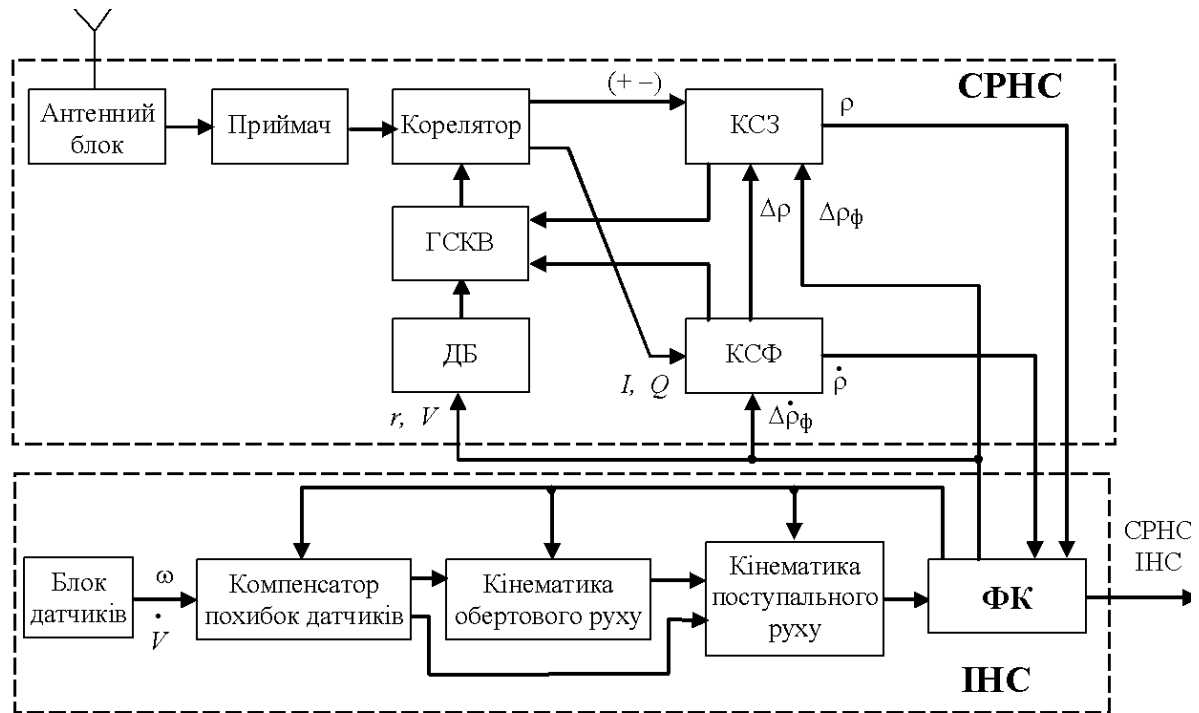 СРНС
(+ −)
Антенний
блок
Приймач
Корелятор
КСЗ
ρ
Δρ
Δρф
ГСКВ
ДБ
КСФ
I, Q
ρ̇
r, V
Δρ̇ф
СРНС
ІНС
Блок
датчиків
ω
V̇
Компенсатор
похибок датчиків
Кінематика
обертового руху
Кінематика
поступального
руху
ФК
ІНС